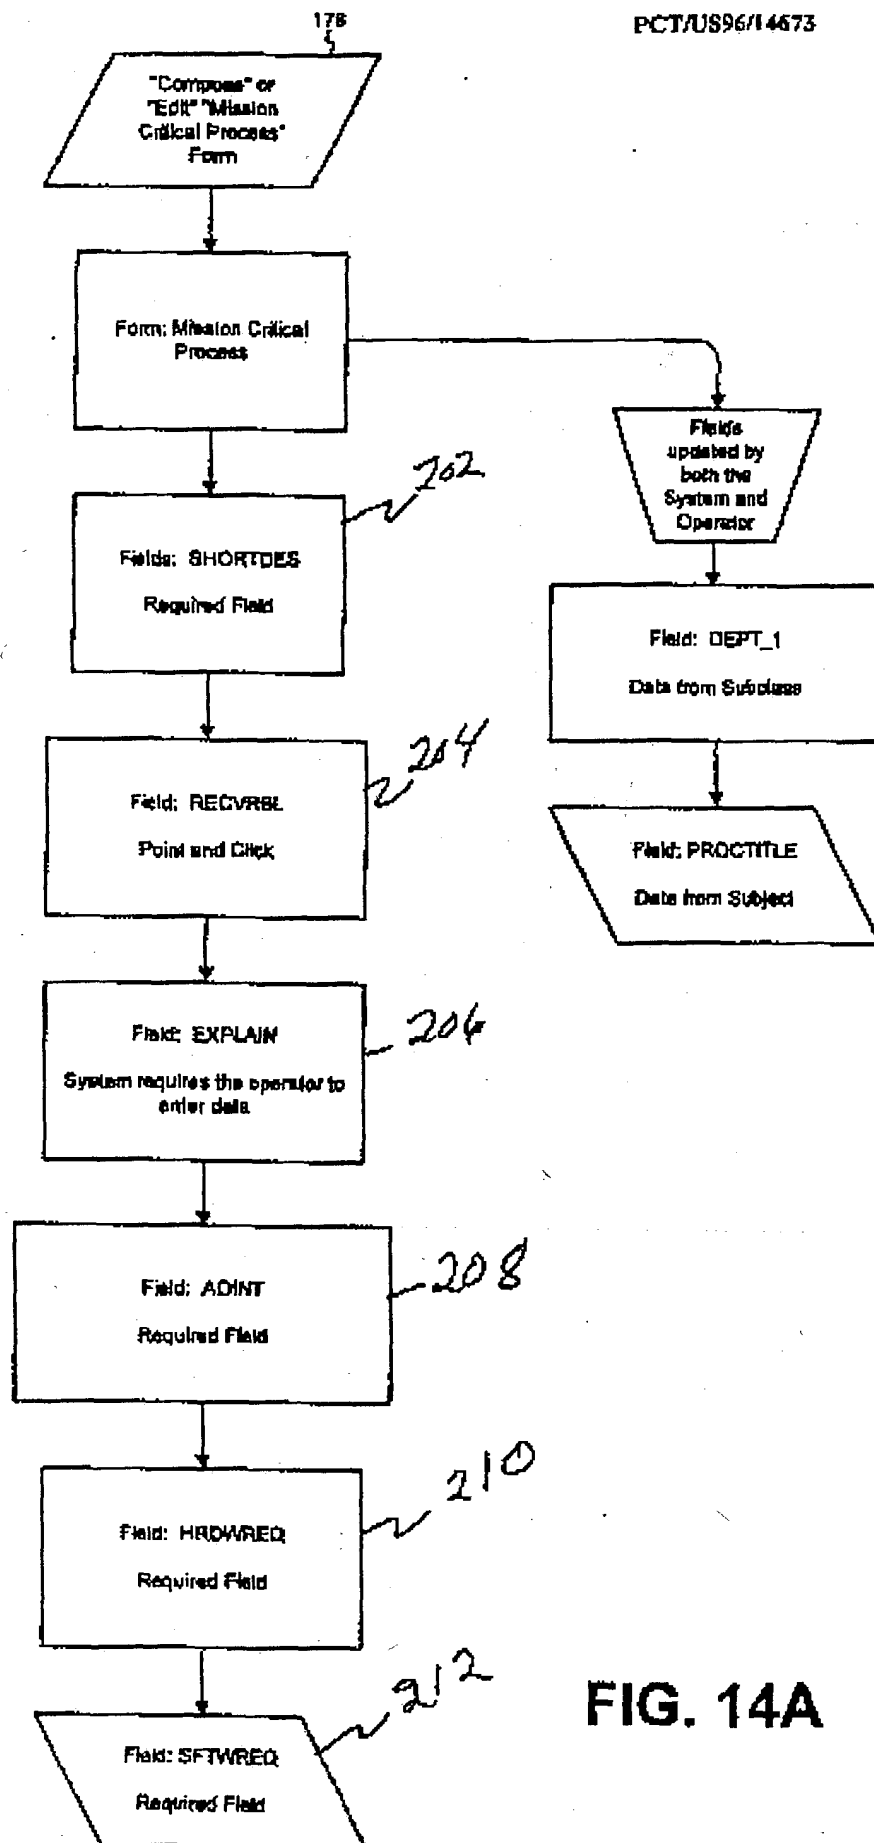 178
PCT/US96/14673
"Compose" or
"Edit" "Mission
Critical Process"
Form
Form: Mission Critical
Process
Fields
updated by
both the
System and
Operator
202
Fields: SHORTDES
Required Field
Field: DEPT_1
Data from Subclass
204
Field: RECVRBL
Point and Click
Field: PROCTITLE
Data from Subject
206
Field: EXPLAIN
System requires the operator to
enter data
208
Field: ADINT
Required Field
210
Field: HRDWREQ
Required Field
212
Field: SFTWREQ
Required Field
FIG. 14A